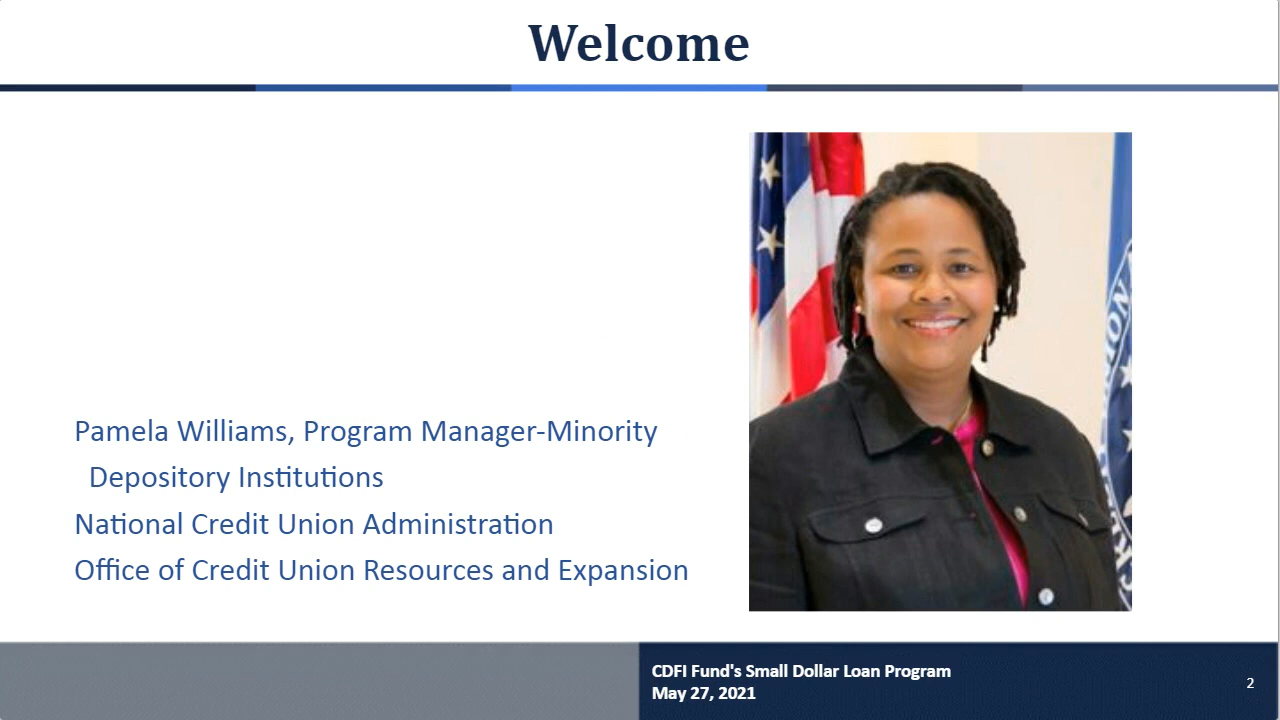 Welcome
Pamela Williams, Program Manager-Minority
Depository Institutions
National Credit Union Administration
Office of Credit Union Resources and Expansion
CDFI Fund's Small Dollar Loan Program
May 27, 2021
2